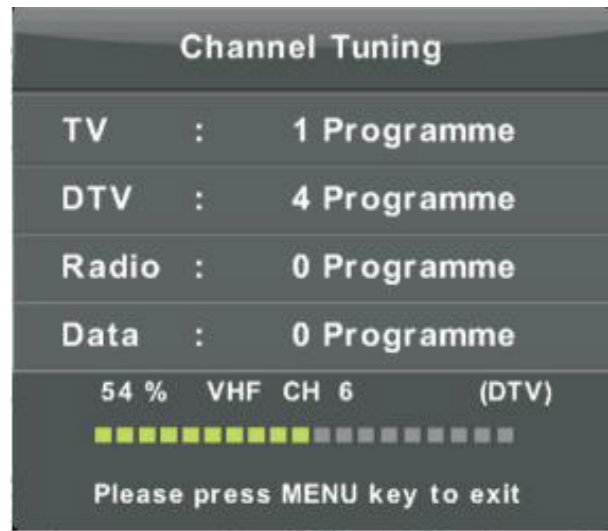 Channel Tuning
TV : 1 Programme
DTV : 4 Programme
Radio : 0 Programme
Data : 0 Programme
54 % VHF CH 6 (DTV)
Please press MENU key to exit